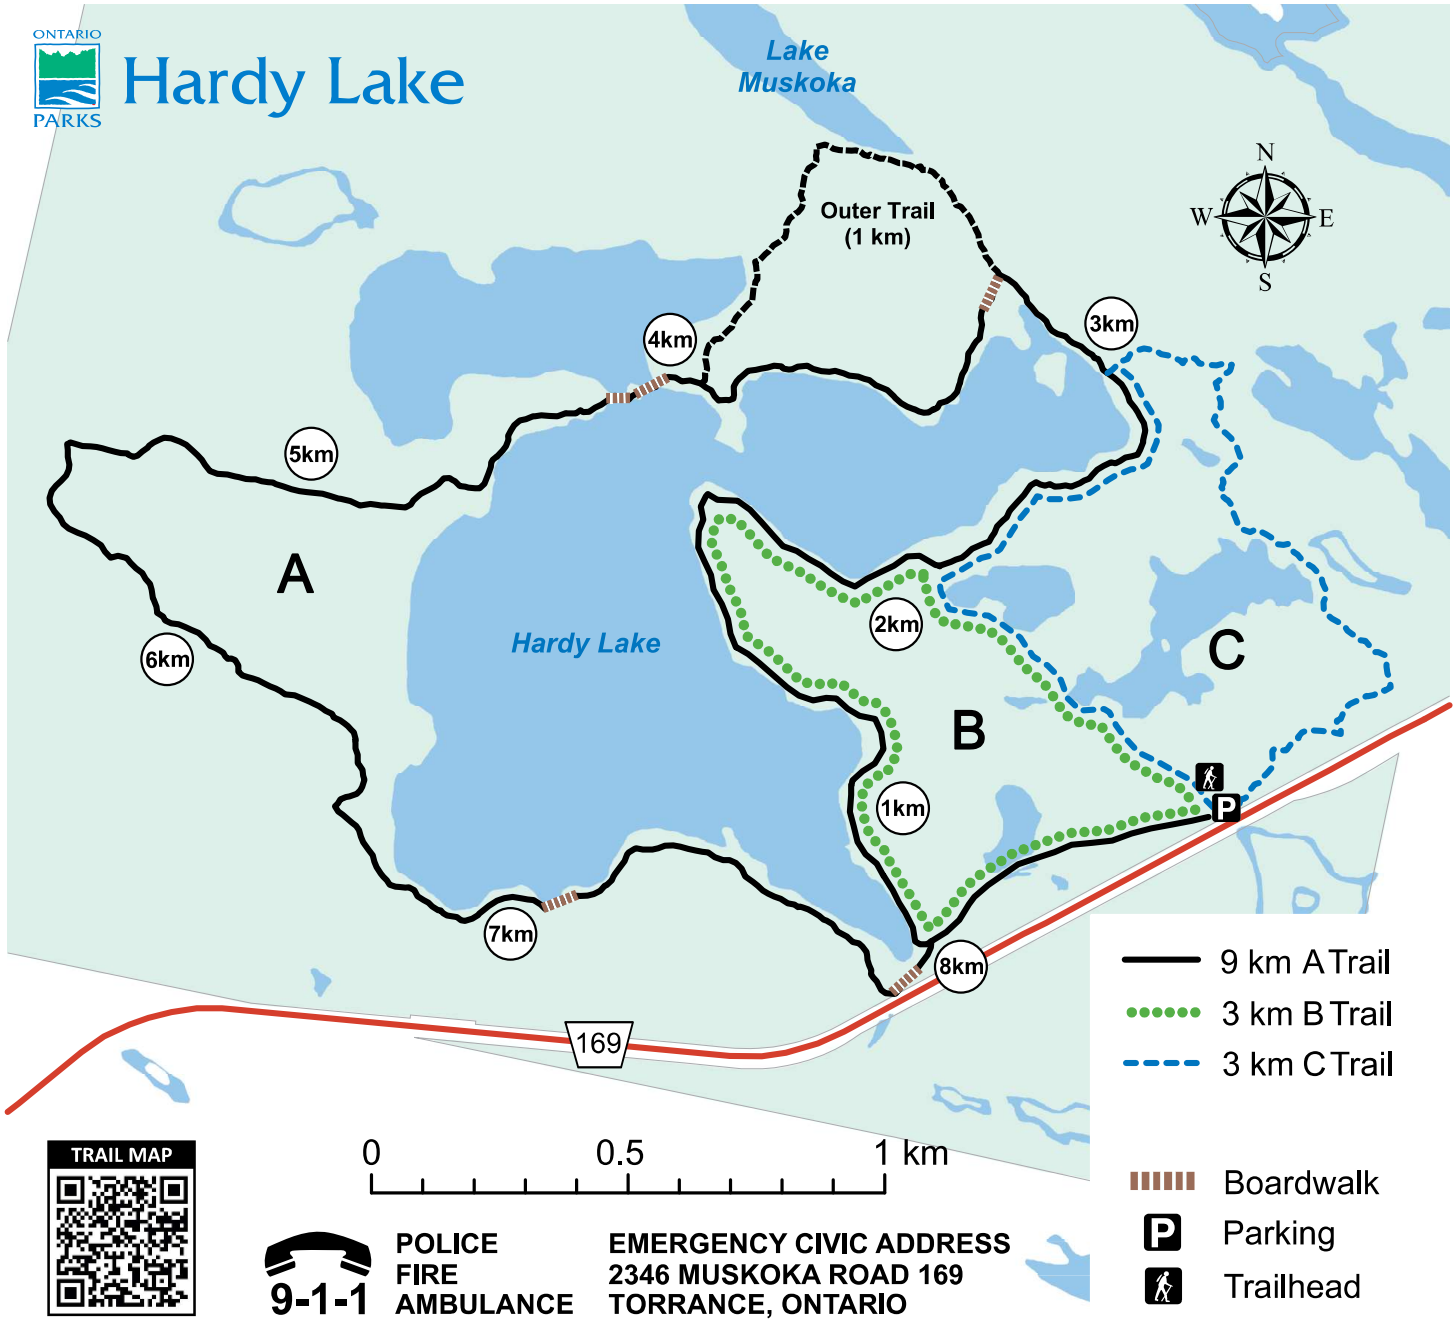 ONTARIO
PARKS
Hardy Lake
Lake
Muskoka
N
W
E
S
Outer Trail
(1 km)
3km
4km
5km
A
6km
Hardy Lake
2km
C
B
1km
P
7km
8km
169
9 km A Trail
3 km B Trail
3 km C Trail
Boardwalk
P Parking
Trailhead
TRAIL MAP
0 0.5 1 km
9-1-1
POLICE
FIRE
AMBULANCE
EMERGENCY CIVIC ADDRESS
2346 MUSKOKA ROAD 169
TORRANCE, ONTARIO